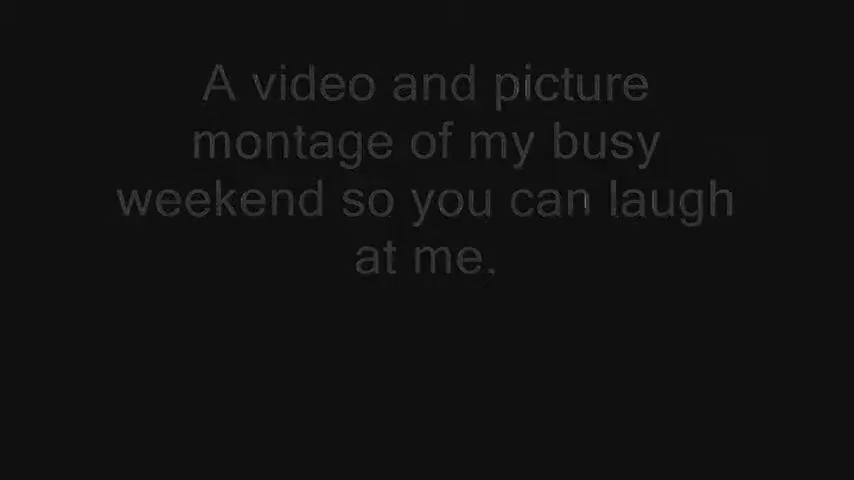 A video and picture
montage of my busy
weekend so you can laugh
at me.